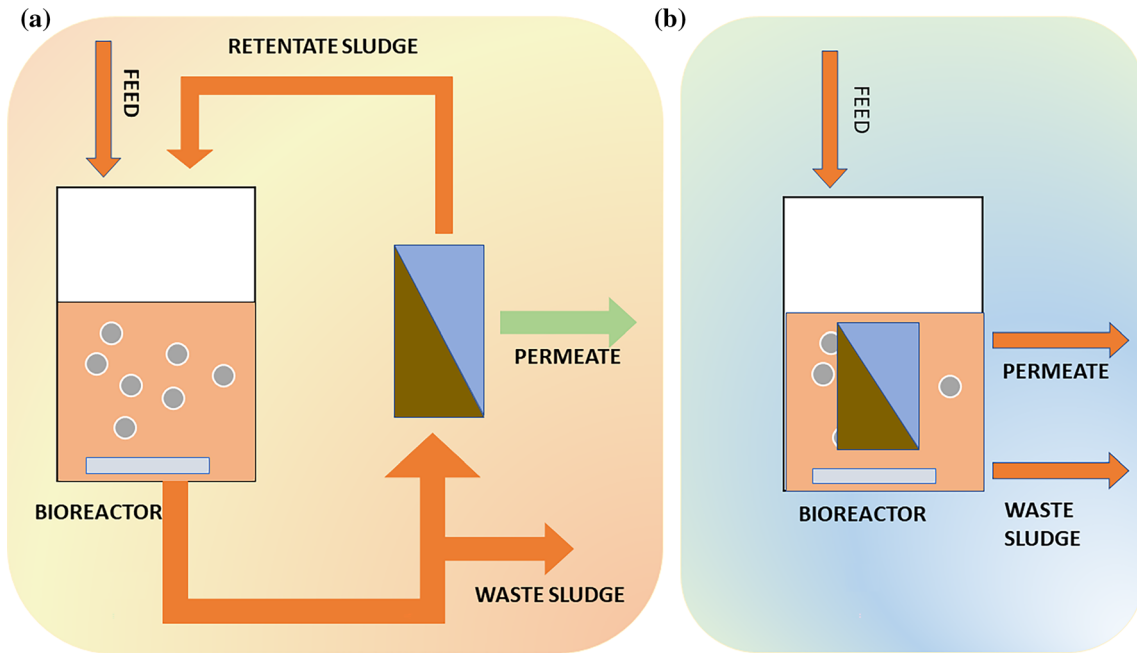 (a)
RETENTATE SLUDGE
FEED
PERMEATE
BIOREACTOR
WASTE SLUDGE
(b)
FEED
PERMEATE
BIOREACTOR
WASTE
SLUDGE